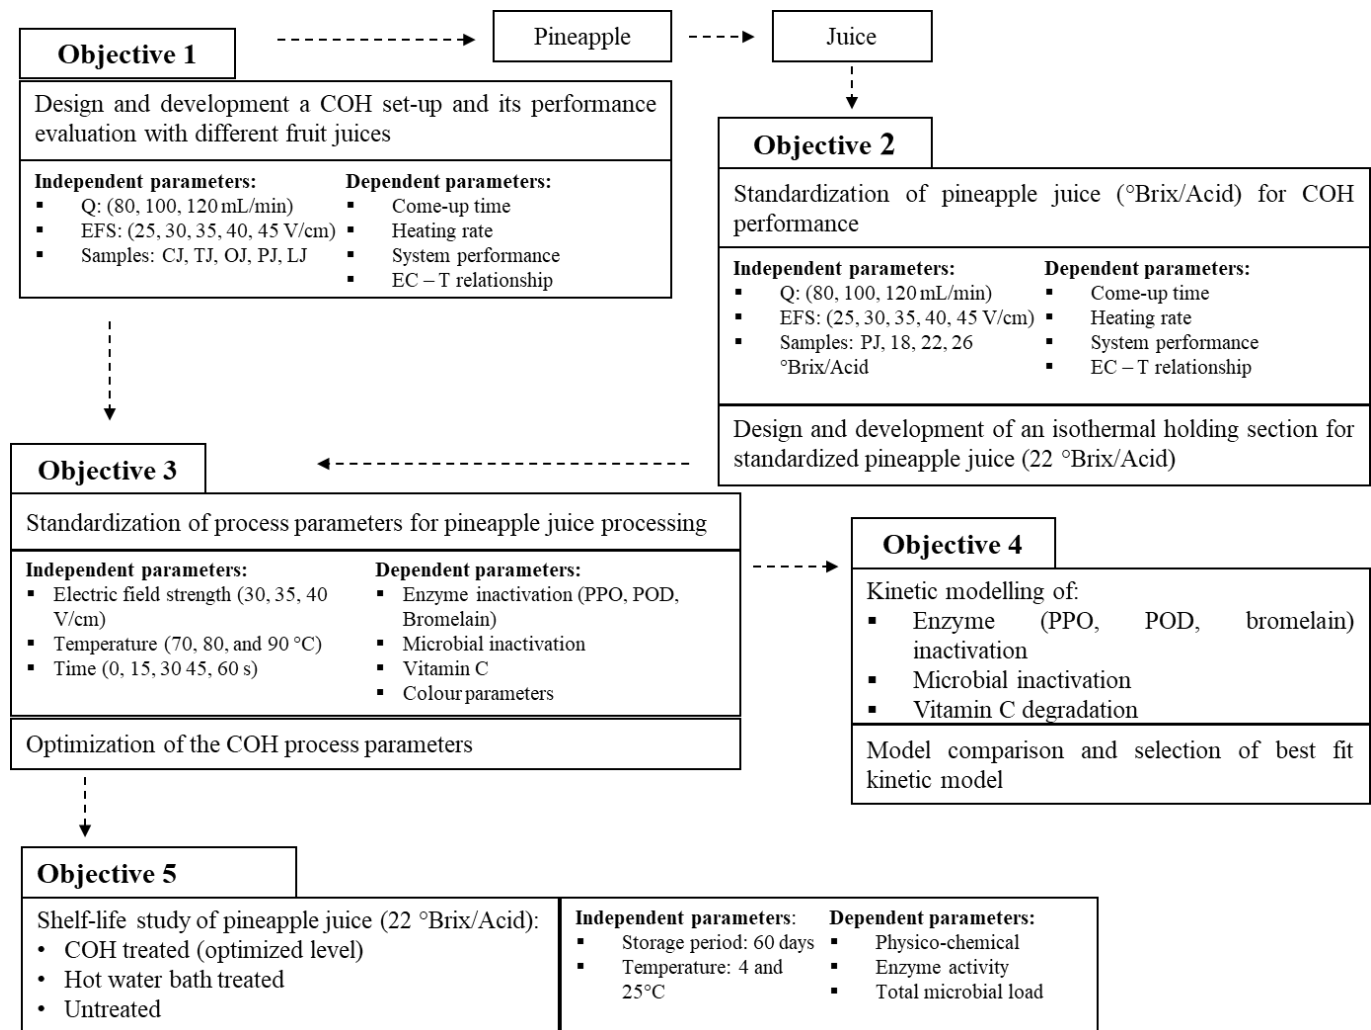 Objective 1
Pineapple
Juice
Design and development a COH set-up and its performance
evaluation with different fruit juices
Independent parameters:
▪ Q: (80, 100, 120 mL/min)
▪ EFS: (25, 30, 35, 40, 45 V/cm)
▪ Samples: CJ, TJ, OJ, PJ, LJ
Dependent parameters:
▪ Come-up time
▪ Heating rate
▪ System performance
▪ EC – T relationship
Objective 2
Standardization of pineapple juice (°Brix/Acid) for COH
performance
Independent parameters:
▪ Q: (80, 100, 120 mL/min)
▪ EFS: (25, 30, 35, 40, 45 V/cm)
▪ Samples: PJ, 18, 22, 26
°Brix/Acid
Dependent parameters:
▪ Come-up time
▪ Heating rate
▪ System performance
▪ EC – T relationship
Design and development of an isothermal holding section for
standardized pineapple juice (22 °Brix/Acid)
Objective 3
Standardization of process parameters for pineapple juice processing
Independent parameters:
▪ Electric field strength (30, 35, 40
V/cm)
▪ Temperature (70, 80, and 90 °C)
▪ Time (0, 15, 30 45, 60 s)
Dependent parameters:
▪ Enzyme inactivation (PPO, POD,
Bromelain)
▪ Microbial inactivation
▪ Vitamin C
▪ Colour parameters
Optimization of the COH process parameters
Objective 4
Kinetic modelling of:
▪ Enzyme (PPO, POD, bromelain)
inactivation
▪ Microbial inactivation
▪ Vitamin C degradation
Model comparison and selection of best fit
kinetic model
Objective 5
Shelf-life study of pineapple juice (22 °Brix/Acid):
• COH treated (optimized level)
• Hot water bath treated
• Untreated
Independent parameters:
▪ Storage period: 60 days
▪ Temperature: 4 and
25°C
Dependent parameters:
▪ Physico-chemical
▪ Enzyme activity
▪ Total microbial load